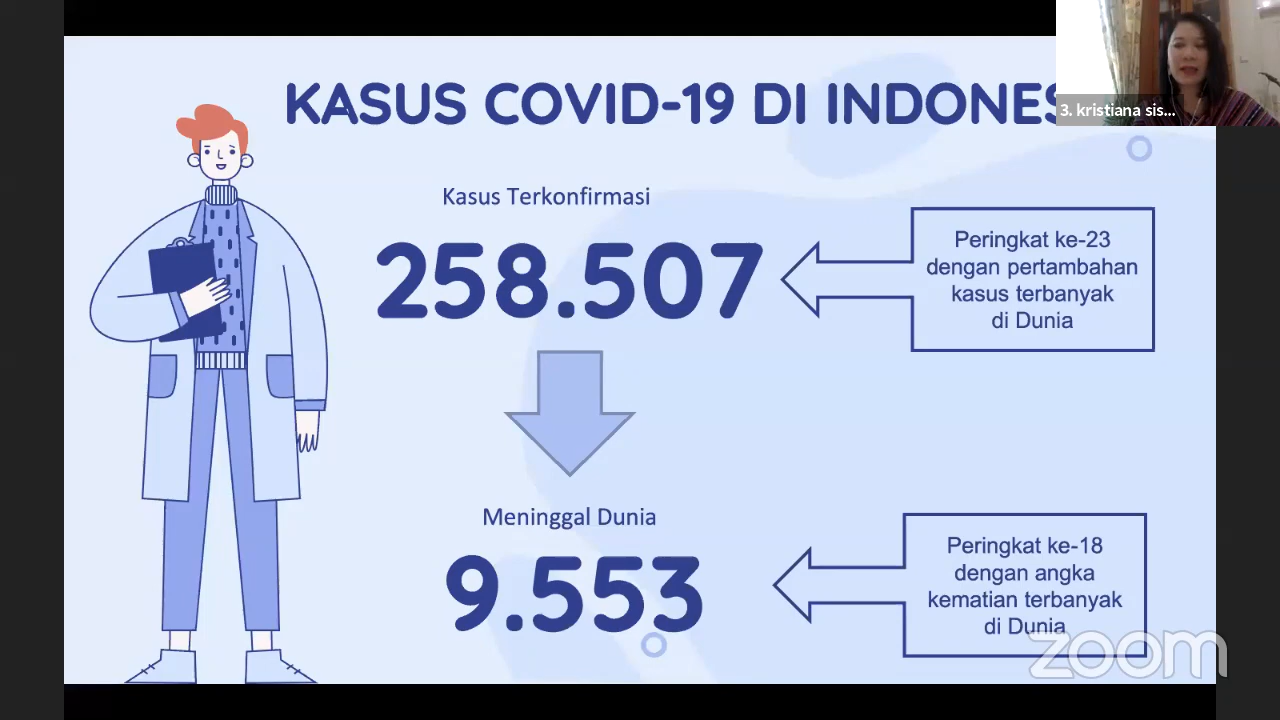 KASUS COVID-19 DI INDONES
3. kristiana sis...
Kasus Terkonfirmasi
258.507
Peringkat ke-23
dengan pertambahan
kasus terbanyak
di Dunia
Meninggal Dunia
9.553
Peringkat ke-18
dengan angka
kematian terbanyak
di Dunia
zoom